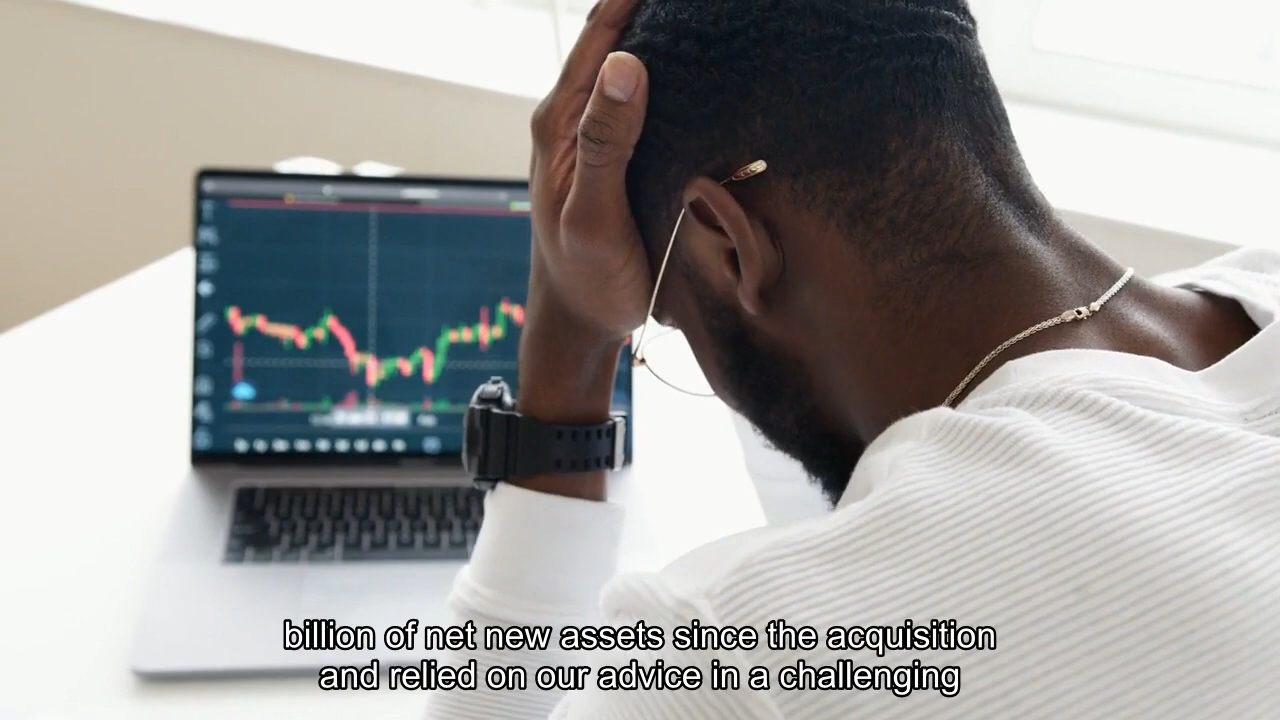 billion of net new assets since the acquisition
and relied on our advice in a challenging